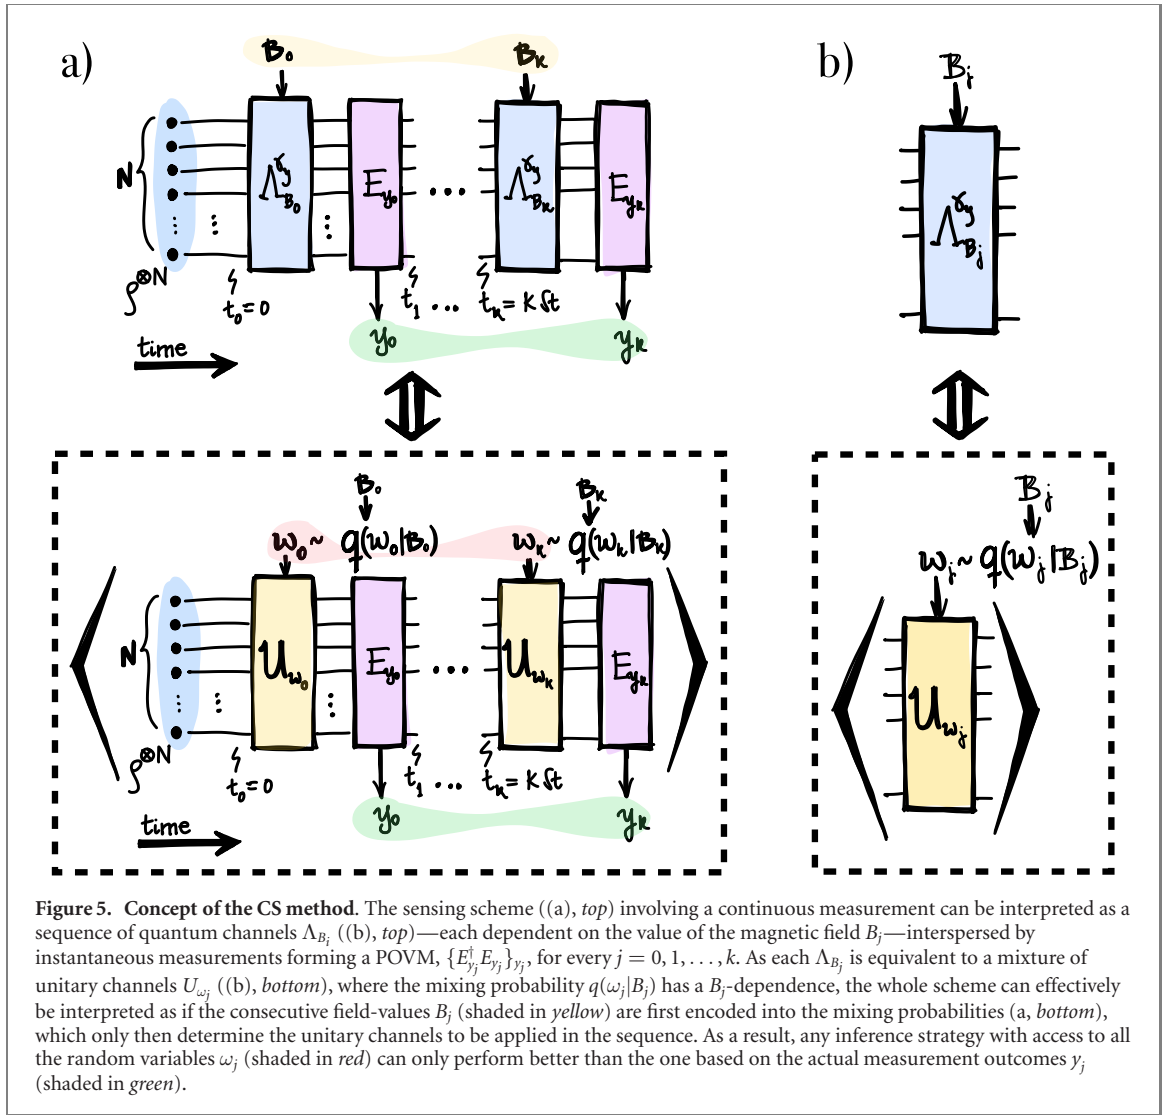 a)
b)
B₀
Bₖ
Bⱼ
N
Λ^γy_B₀
E_y₀
...
Λ^γy_Bₖ
E_yₖ
Λ^γy_Bⱼ
ρ^⊗N
t₀=0
t₁ ... tₖ = k δt
time
y₀
yₖ
B₀
Bₖ
Bⱼ
ω₀ ~ q(ω₀|B₀)
ωₖ ~ q(ωₖ|Bₖ)
ωⱼ ~ q(ωⱼ|Bⱼ)
N
U_ω₀
E_y₀
...
U_ωₖ
E_yₖ
U_ωⱼ
ρ^⊗N
t₀=0
t₁ ... tₖ = k δt
time
y₀
yₖ
Figure 5. Concept of the CS method. The sensing scheme ((a), top) involving a continuous measurement can be interpreted as a
sequence of quantum channels Λ_Bᵢ ((b), top)—each dependent on the value of the magnetic field Bⱼ—interspersed by
instantaneous measurements forming a POVM, {E†_yⱼ E_yⱼ}_yⱼ, for every j = 0, 1, . . . , k. As each Λ_Bⱼ is equivalent to a mixture of
unitary channels U_ωⱼ ((b), bottom), where the mixing probability q(ωⱼ|Bⱼ) has a Bⱼ-dependence, the whole scheme can effectively
be interpreted as if the consecutive field-values Bⱼ (shaded in yellow) are first encoded into the mixing probabilities (a, bottom),
which only then determine the unitary channels to be applied in the sequence. As a result, any inference strategy with access to all
the random variables ωⱼ (shaded in red) can only perform better than the one based on the actual measurement outcomes yⱼ
(shaded in green).